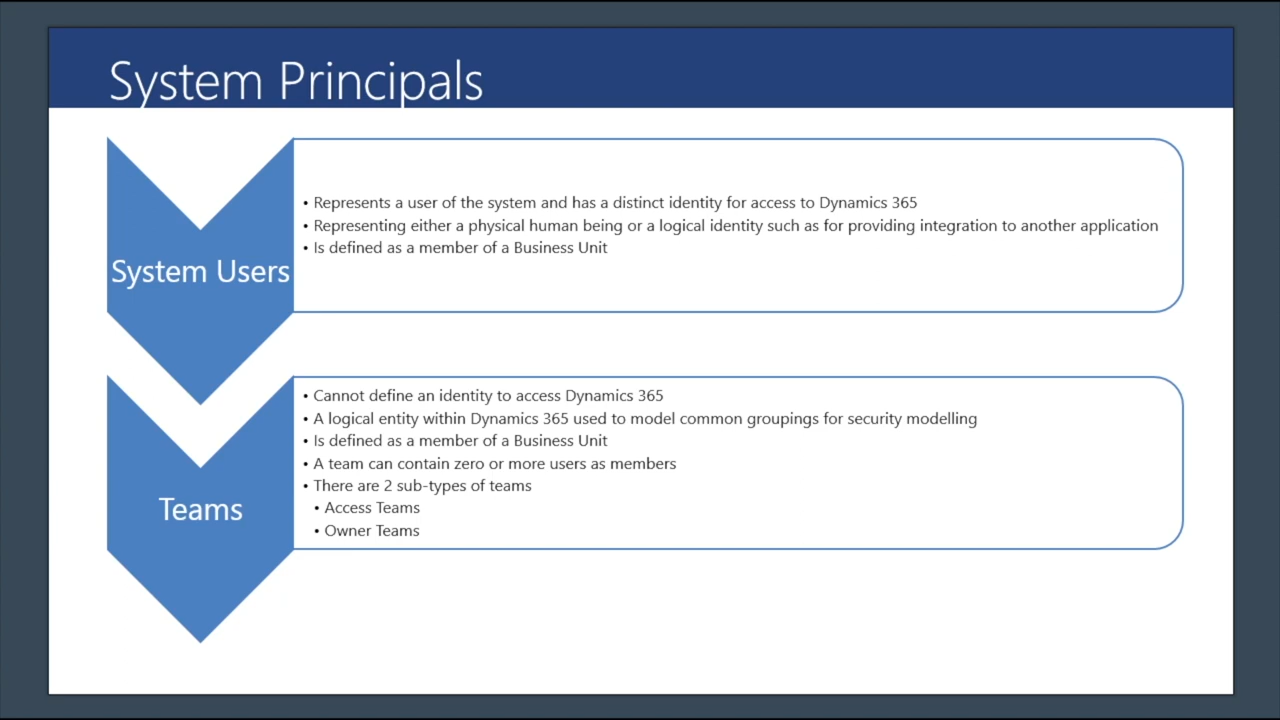 System Principals
System Users
• Represents a user of the system and has a distinct identity for access to Dynamics 365
• Representing either a physical human being or a logical identity such as for providing integration to another application
• Is defined as a member of a Business Unit
Teams
• Cannot define an identity to access Dynamics 365
• A logical entity within Dynamics 365 used to model common groupings for security modelling
• Is defined as a member of a Business Unit
• A team can contain zero or more users as members
• There are 2 sub-types of teams
• Access Teams
• Owner Teams